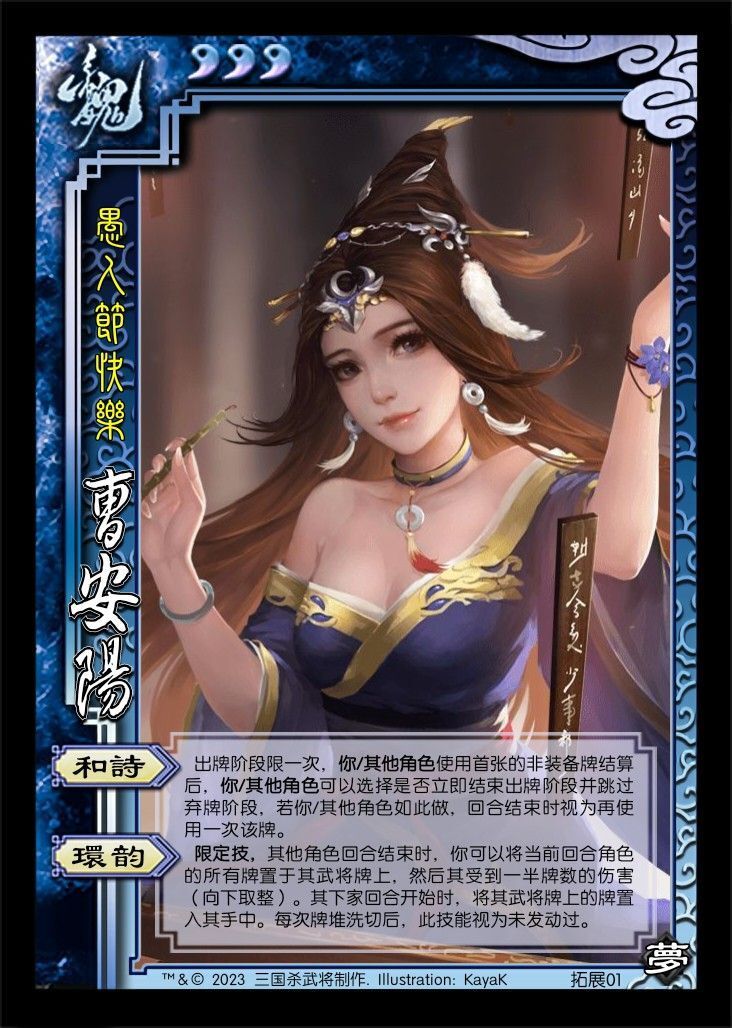 魏
愚人節快樂
曹安陽
和詩
出牌阶段限一次，你/其他角色使用首张的非装备牌结算
后，你/其他角色可以选择是否立即结束出牌阶段并跳过
弃牌阶段，若你/其他角色如此做，回合结束时视为再使
用一次该牌。
環韵
限定技，其他角色回合结束时，你可以将当前回合角色
的所有牌置于其武将牌上，然后其受到一半牌数的伤害
（向下取整）。其下家回合开始时，将其武将牌上的牌置
入其手中。每次牌堆洗切后，此技能视为未发动过。
夢
™&© 2023 三国杀武将制作. Illustration: KayaK 拓展01